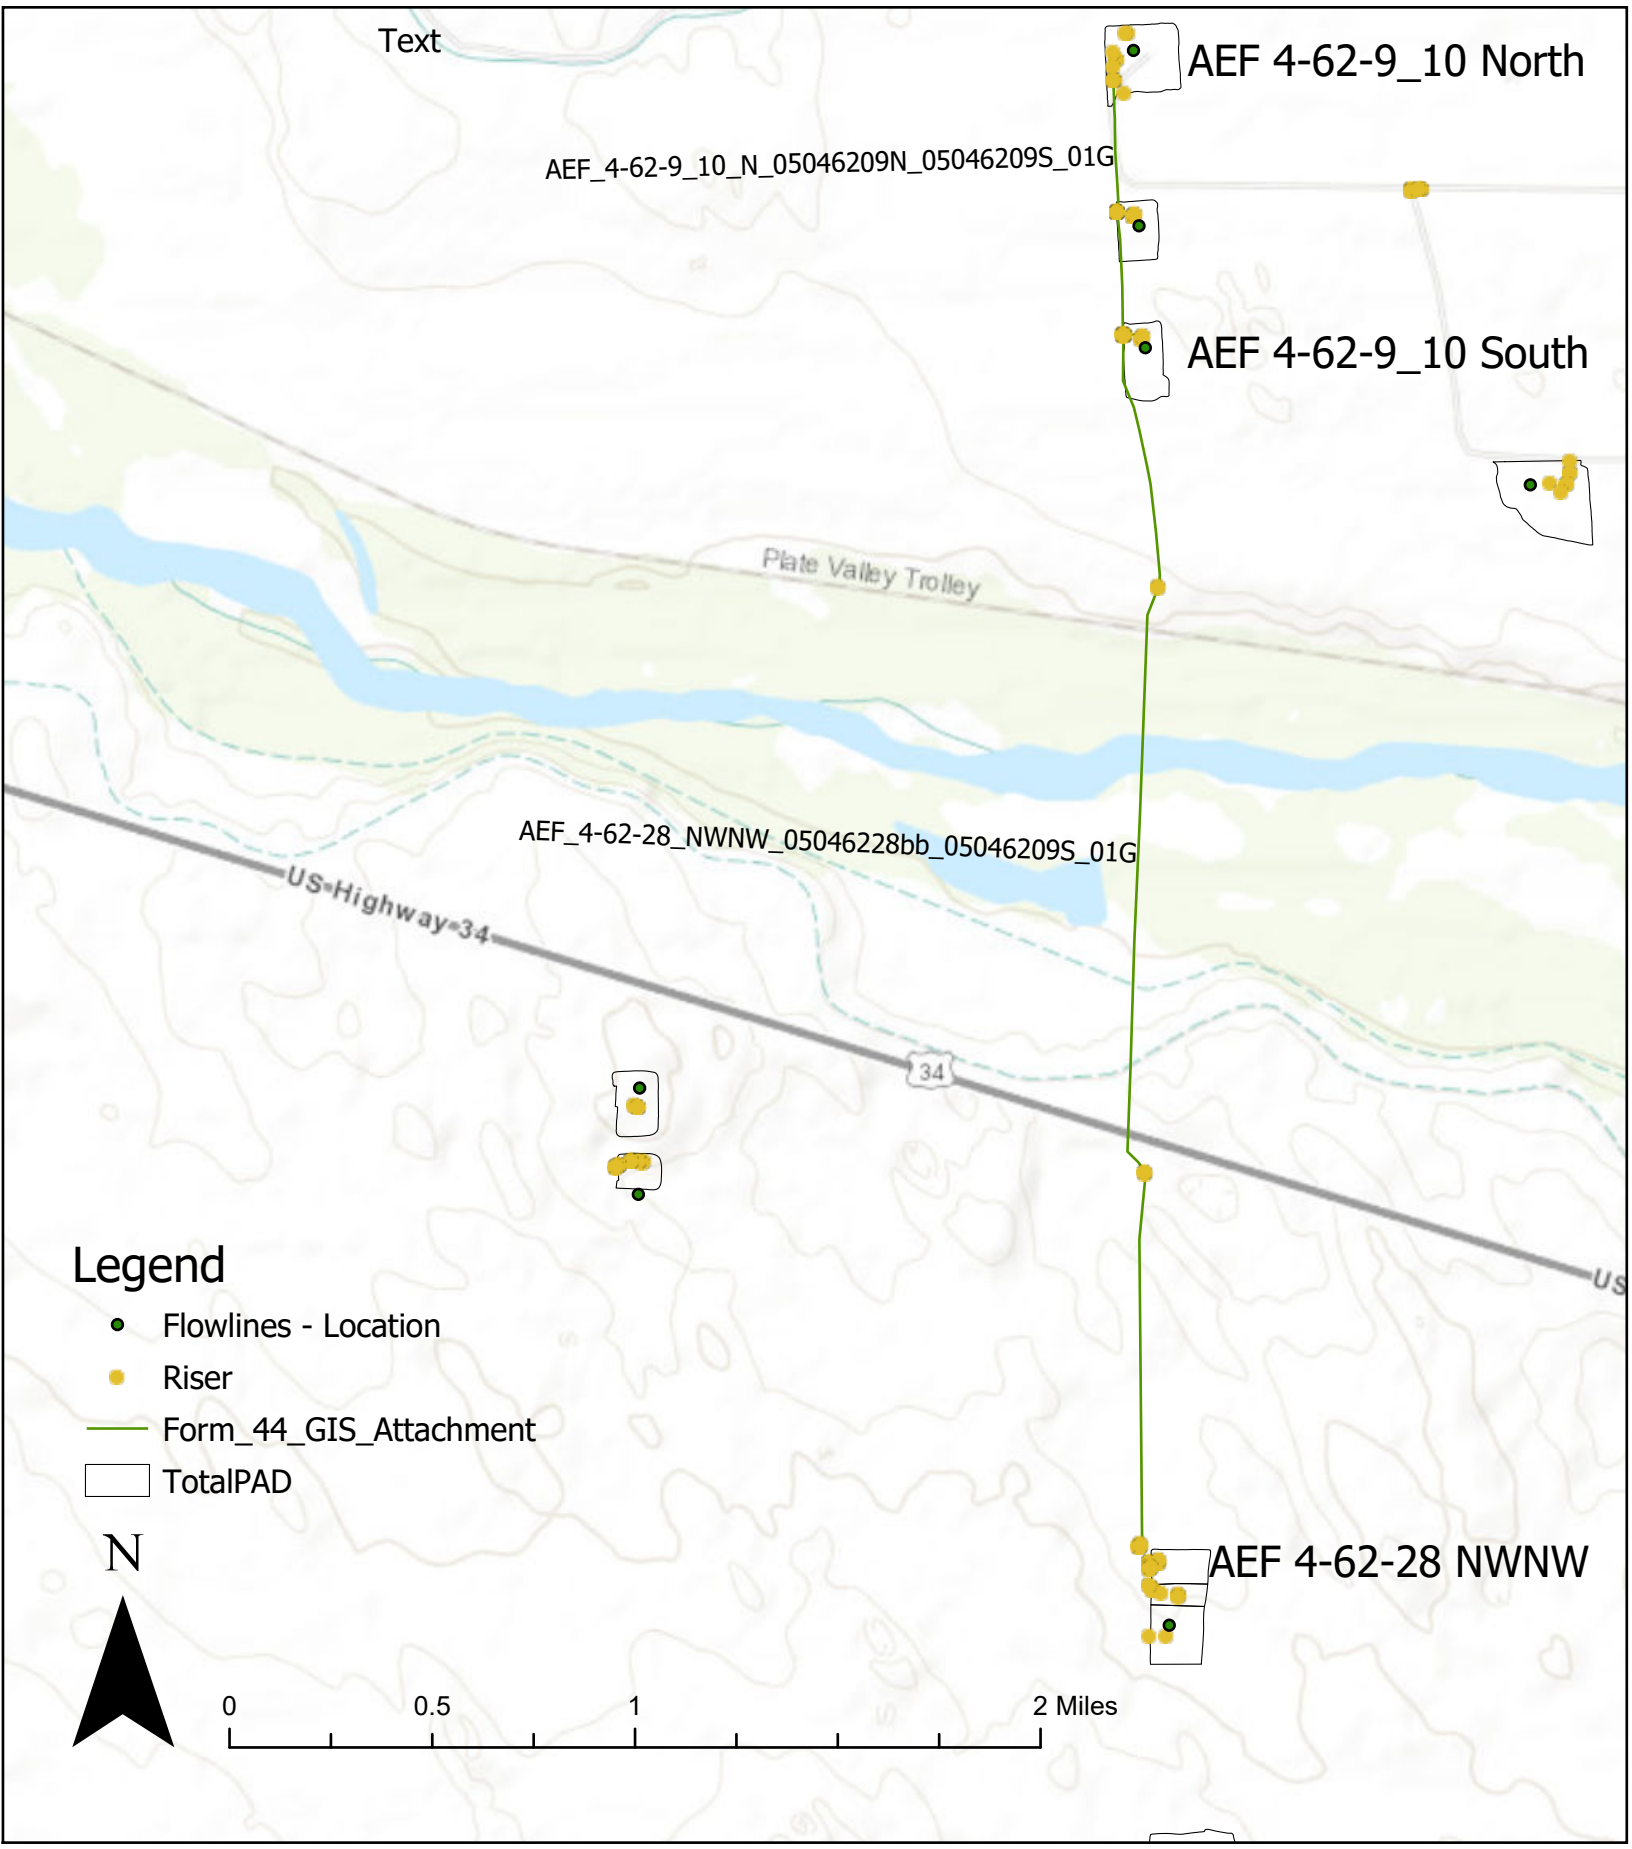 Text
AEF 4-62-9_10 North
AEF_4-62-9_10_N_05046209N_05046209S_01G
AEF 4-62-9_10 South
Plate Valley Trolley
AEF_4-62-28_NWNW_05046228bb_05046209S_01G
US Highway 34
34
US
Legend
Flowlines - Location
Riser
Form_44_GIS_Attachment
TotalPAD
N
AEF 4-62-28 NWNW
0 0.5 1 2 Miles